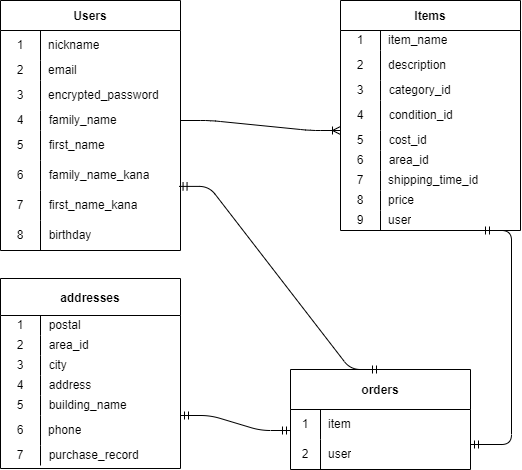 Users
1 nickname
2 email
3 encrypted_password
4 family_name
5 first_name
6 family_name_kana
7 first_name_kana
8 birthday
Items
1 item_name
2 description
3 category_id
4 condition_id
5 cost_id
6 area_id
7 shipping_time_id
8 price
9 user
addresses
1 postal
2 area_id
3 city
4 address
5 building_name
6 phone
7 purchase_record
orders
1 item
2 user